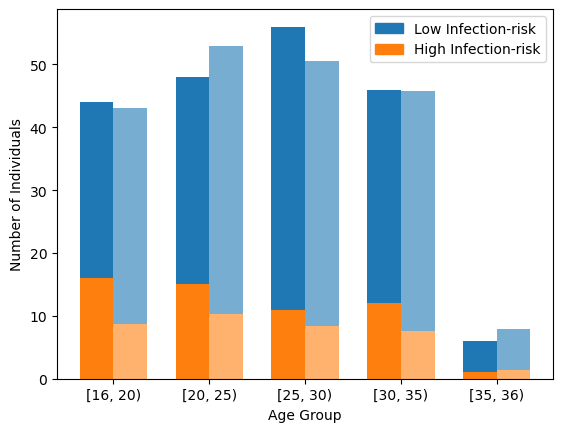 Low Infection-risk
High Infection-risk
Number of Individuals
50
40
30
20
10
0
[16, 20)
[20, 25)
[25, 30)
[30, 35)
[35, 36)
Age Group